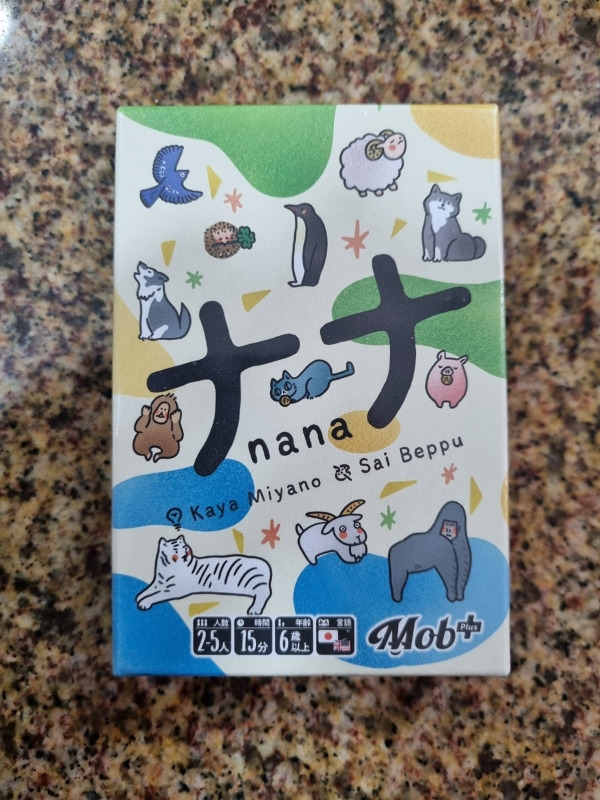 ナナ
nana
Kaya Miyano & Sai Beppu
人数 時間 年齢 言語
2-5人 15分 6歳以上
Mob+ Plus